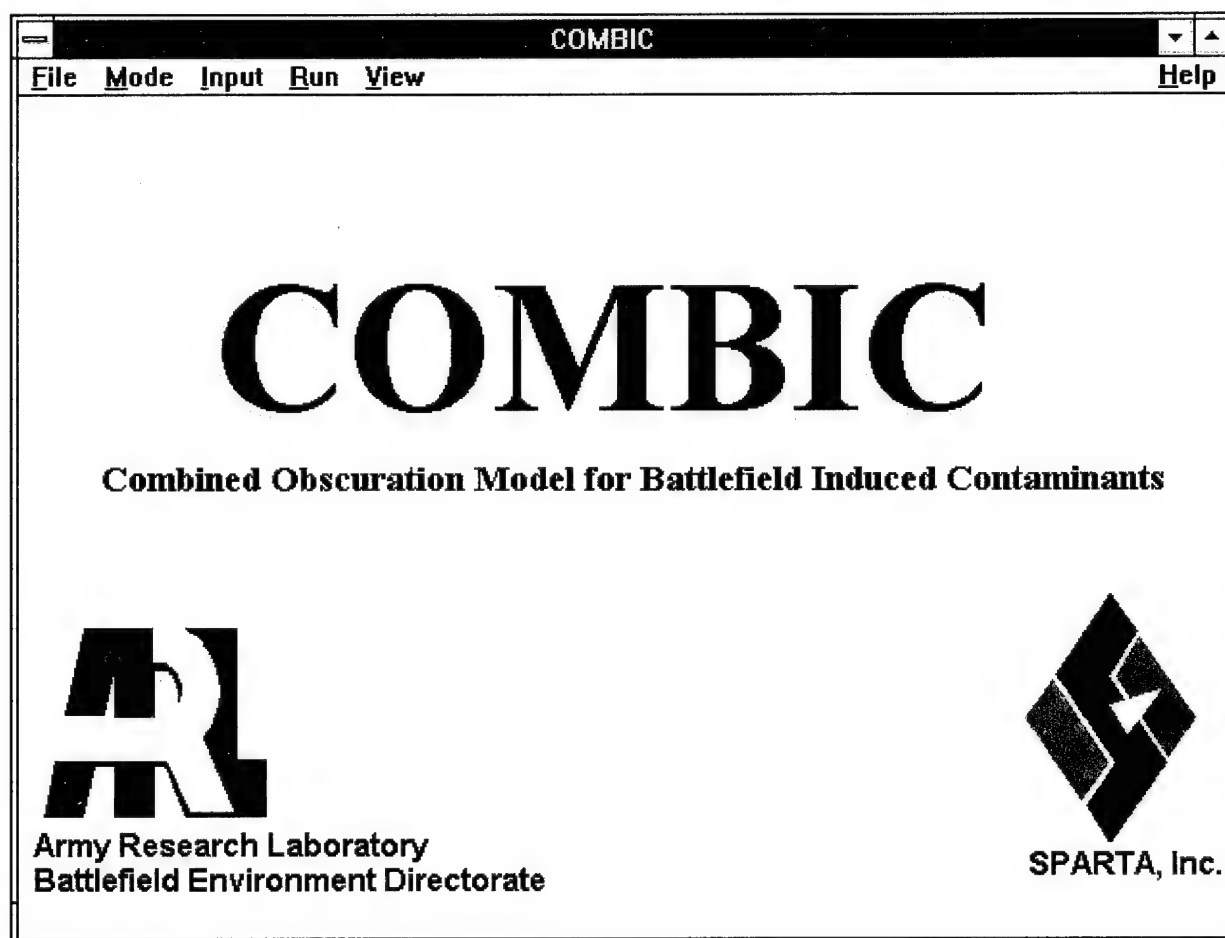 COMBIC
File Mode Input Run View Help
COMBIC
Combined Obscuration Model for Battlefield Induced Contaminants
ARL
Army Research Laboratory
Battlefield Environment Directorate
SPARTA, Inc.